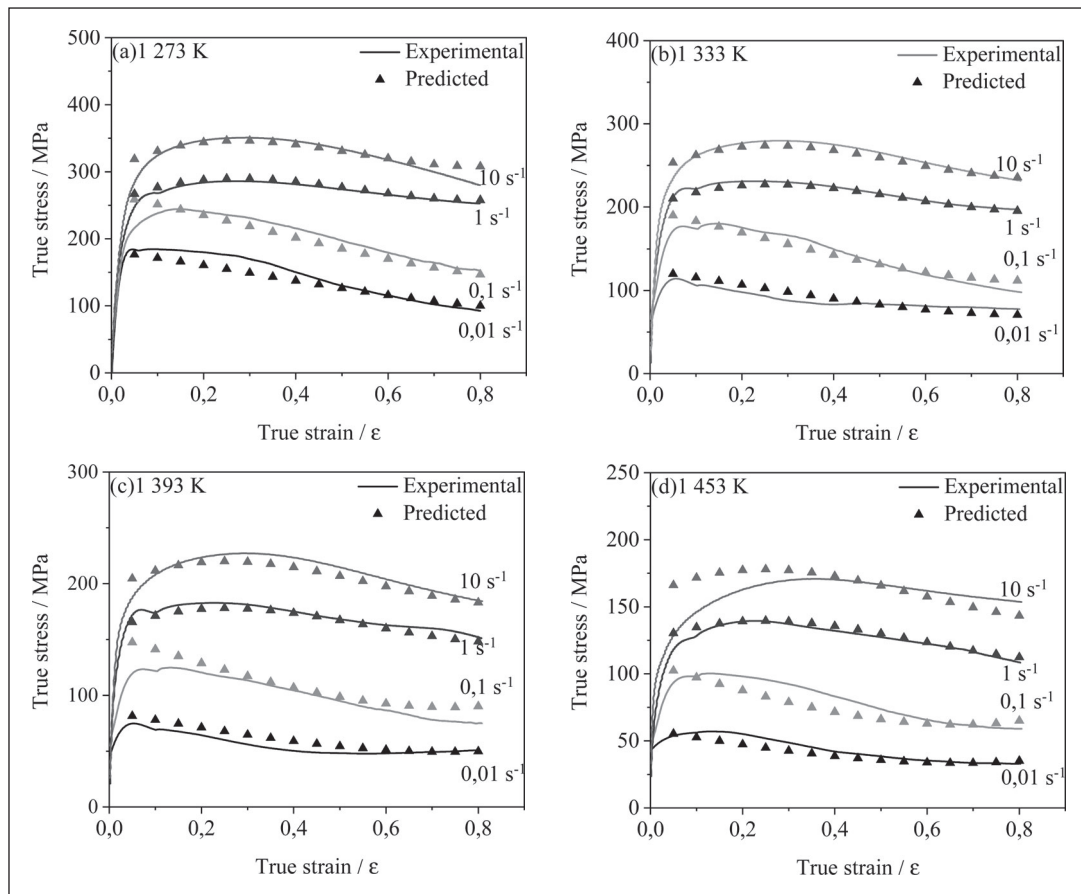 (a)1 273 K
Experimental
Predicted
500
400
300
200
100
0
True stress / MPa
10 s-1
1 s-1
0,1 s-1
0,01 s-1
0,0 0,2 0,4 0,6 0,8
True strain / ε
(b)1 333 K
Experimental
Predicted
400
300
200
100
0
True stress / MPa
10 s-1
1 s-1
0,1 s-1
0,01 s-1
0,0 0,2 0,4 0,6 0,8
True strain / ε
(c)1 393 K
Experimental
Predicted
300
200
100
0
True stress / MPa
10 s-1
1 s-1
0,1 s-1
0,01 s-1
0,0 0,2 0,4 0,6 0,8
True strain / ε
(d)1 453 K
Experimental
Predicted
250
200
150
100
50
0
True stress / MPa
10 s-1
1 s-1
0,1 s-1
0,01 s-1
0,0 0,2 0,4 0,6 0,8
True strain / ε